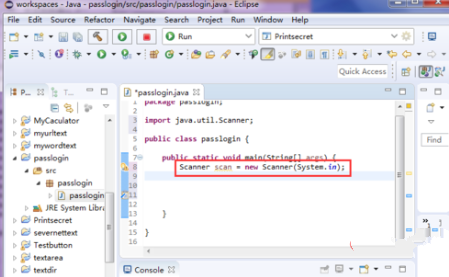 workspaces - Java - passlogin/src/passlogin/passlogin.java - Eclipse
File Edit Source Refactor Navigate Search Project Run Window Help
Run
Printsecret
Quick Access
P...
T...
MyCaculator
myurltext
mywordtext
passlogin
src
passlogin
passlogin
JRE System Libra
Printsecret
severnettext
Testbutton
textarea
textdir
*passlogin.java
package passlogin;
2
3 import java.util.Scanner;
4
5 public class passlogin {
6
7 public static void main(String[] args) {
8 Scanner scan = new Scanner(System.in);
9
10
11
12
13 }
14
15 }
16
Find
Console